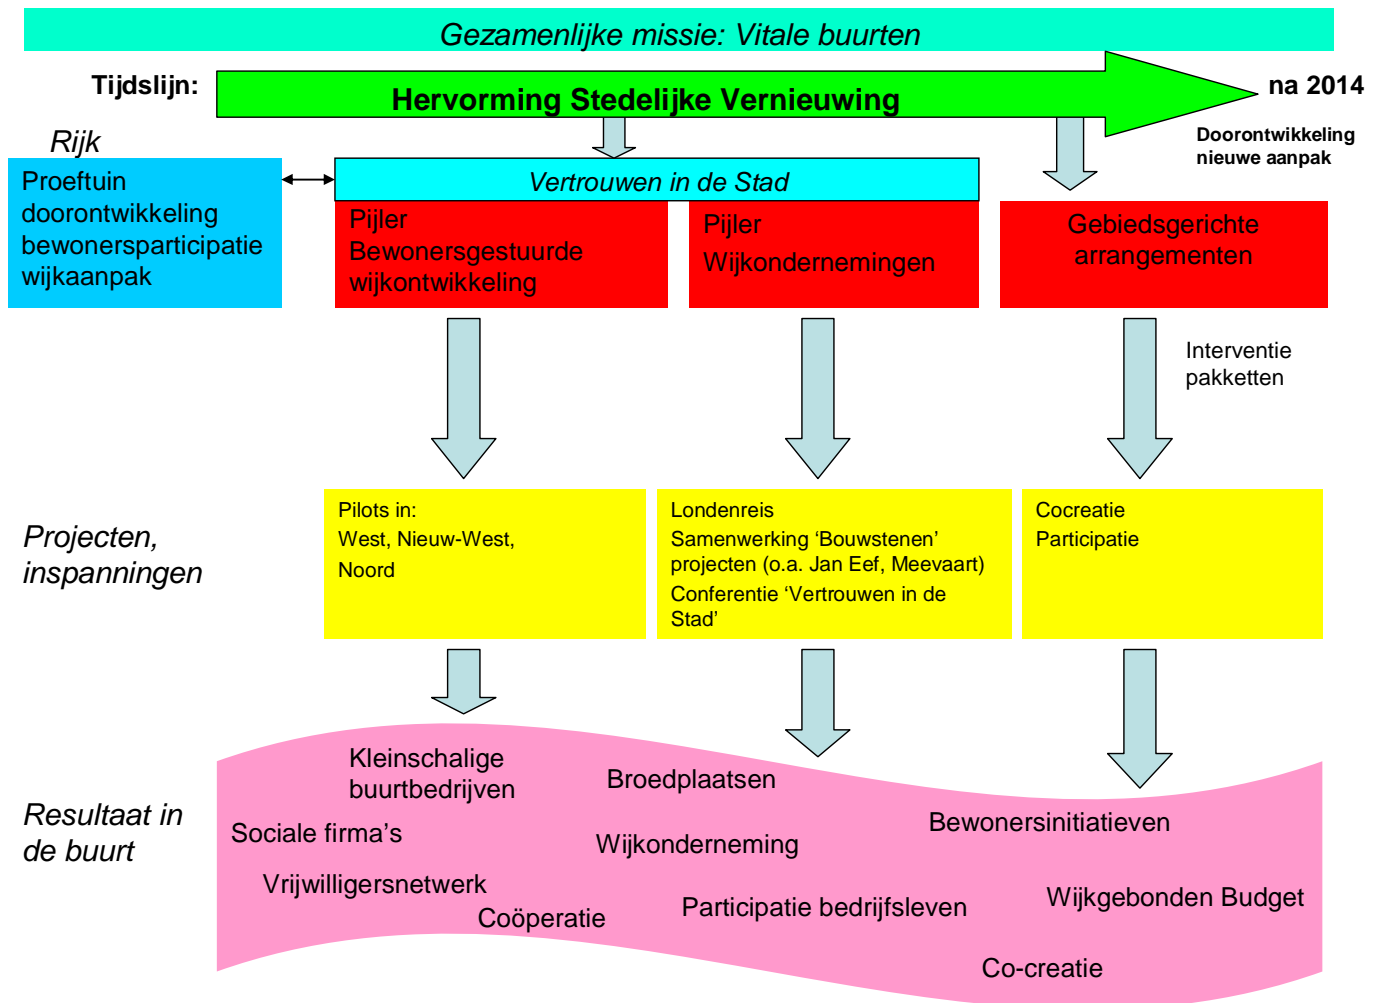 Gezamenlijke missie: Vitale buurten
Tijdslijn:
Hervorming Stedelijke Vernieuwing
na 2014
Doorontwikkeling
nieuwe aanpak
Rijk
Proeftuin
doorontwikkeling
bewonersparticipatie
wijkaanpak
Vertrouwen in de Stad
Pijler
Bewonersgestuurde
wijkontwikkeling
Pijler
Wijkondernemingen
Gebiedsgerichte
arrangementen
Interventie
pakketten
Projecten,
inspanningen
Pilots in:
West, Nieuw-West,
Noord
Londenreis
Samenwerking ‘Bouwstenen’
projecten (o.a. Jan Eef, Meevaart)
Conferentie ‘Vertrouwen in de
Stad’
Cocreatie
Participatie
Resultaat in
de buurt
Kleinschalige
buurtbedrijven
Broedplaatsen
Bewonersinitiatieven
Sociale firma’s
Wijkonderneming
Vrijwilligersnetwerk
Coöperatie
Participatie bedrijfsleven
Wijkgebonden Budget
Co-creatie